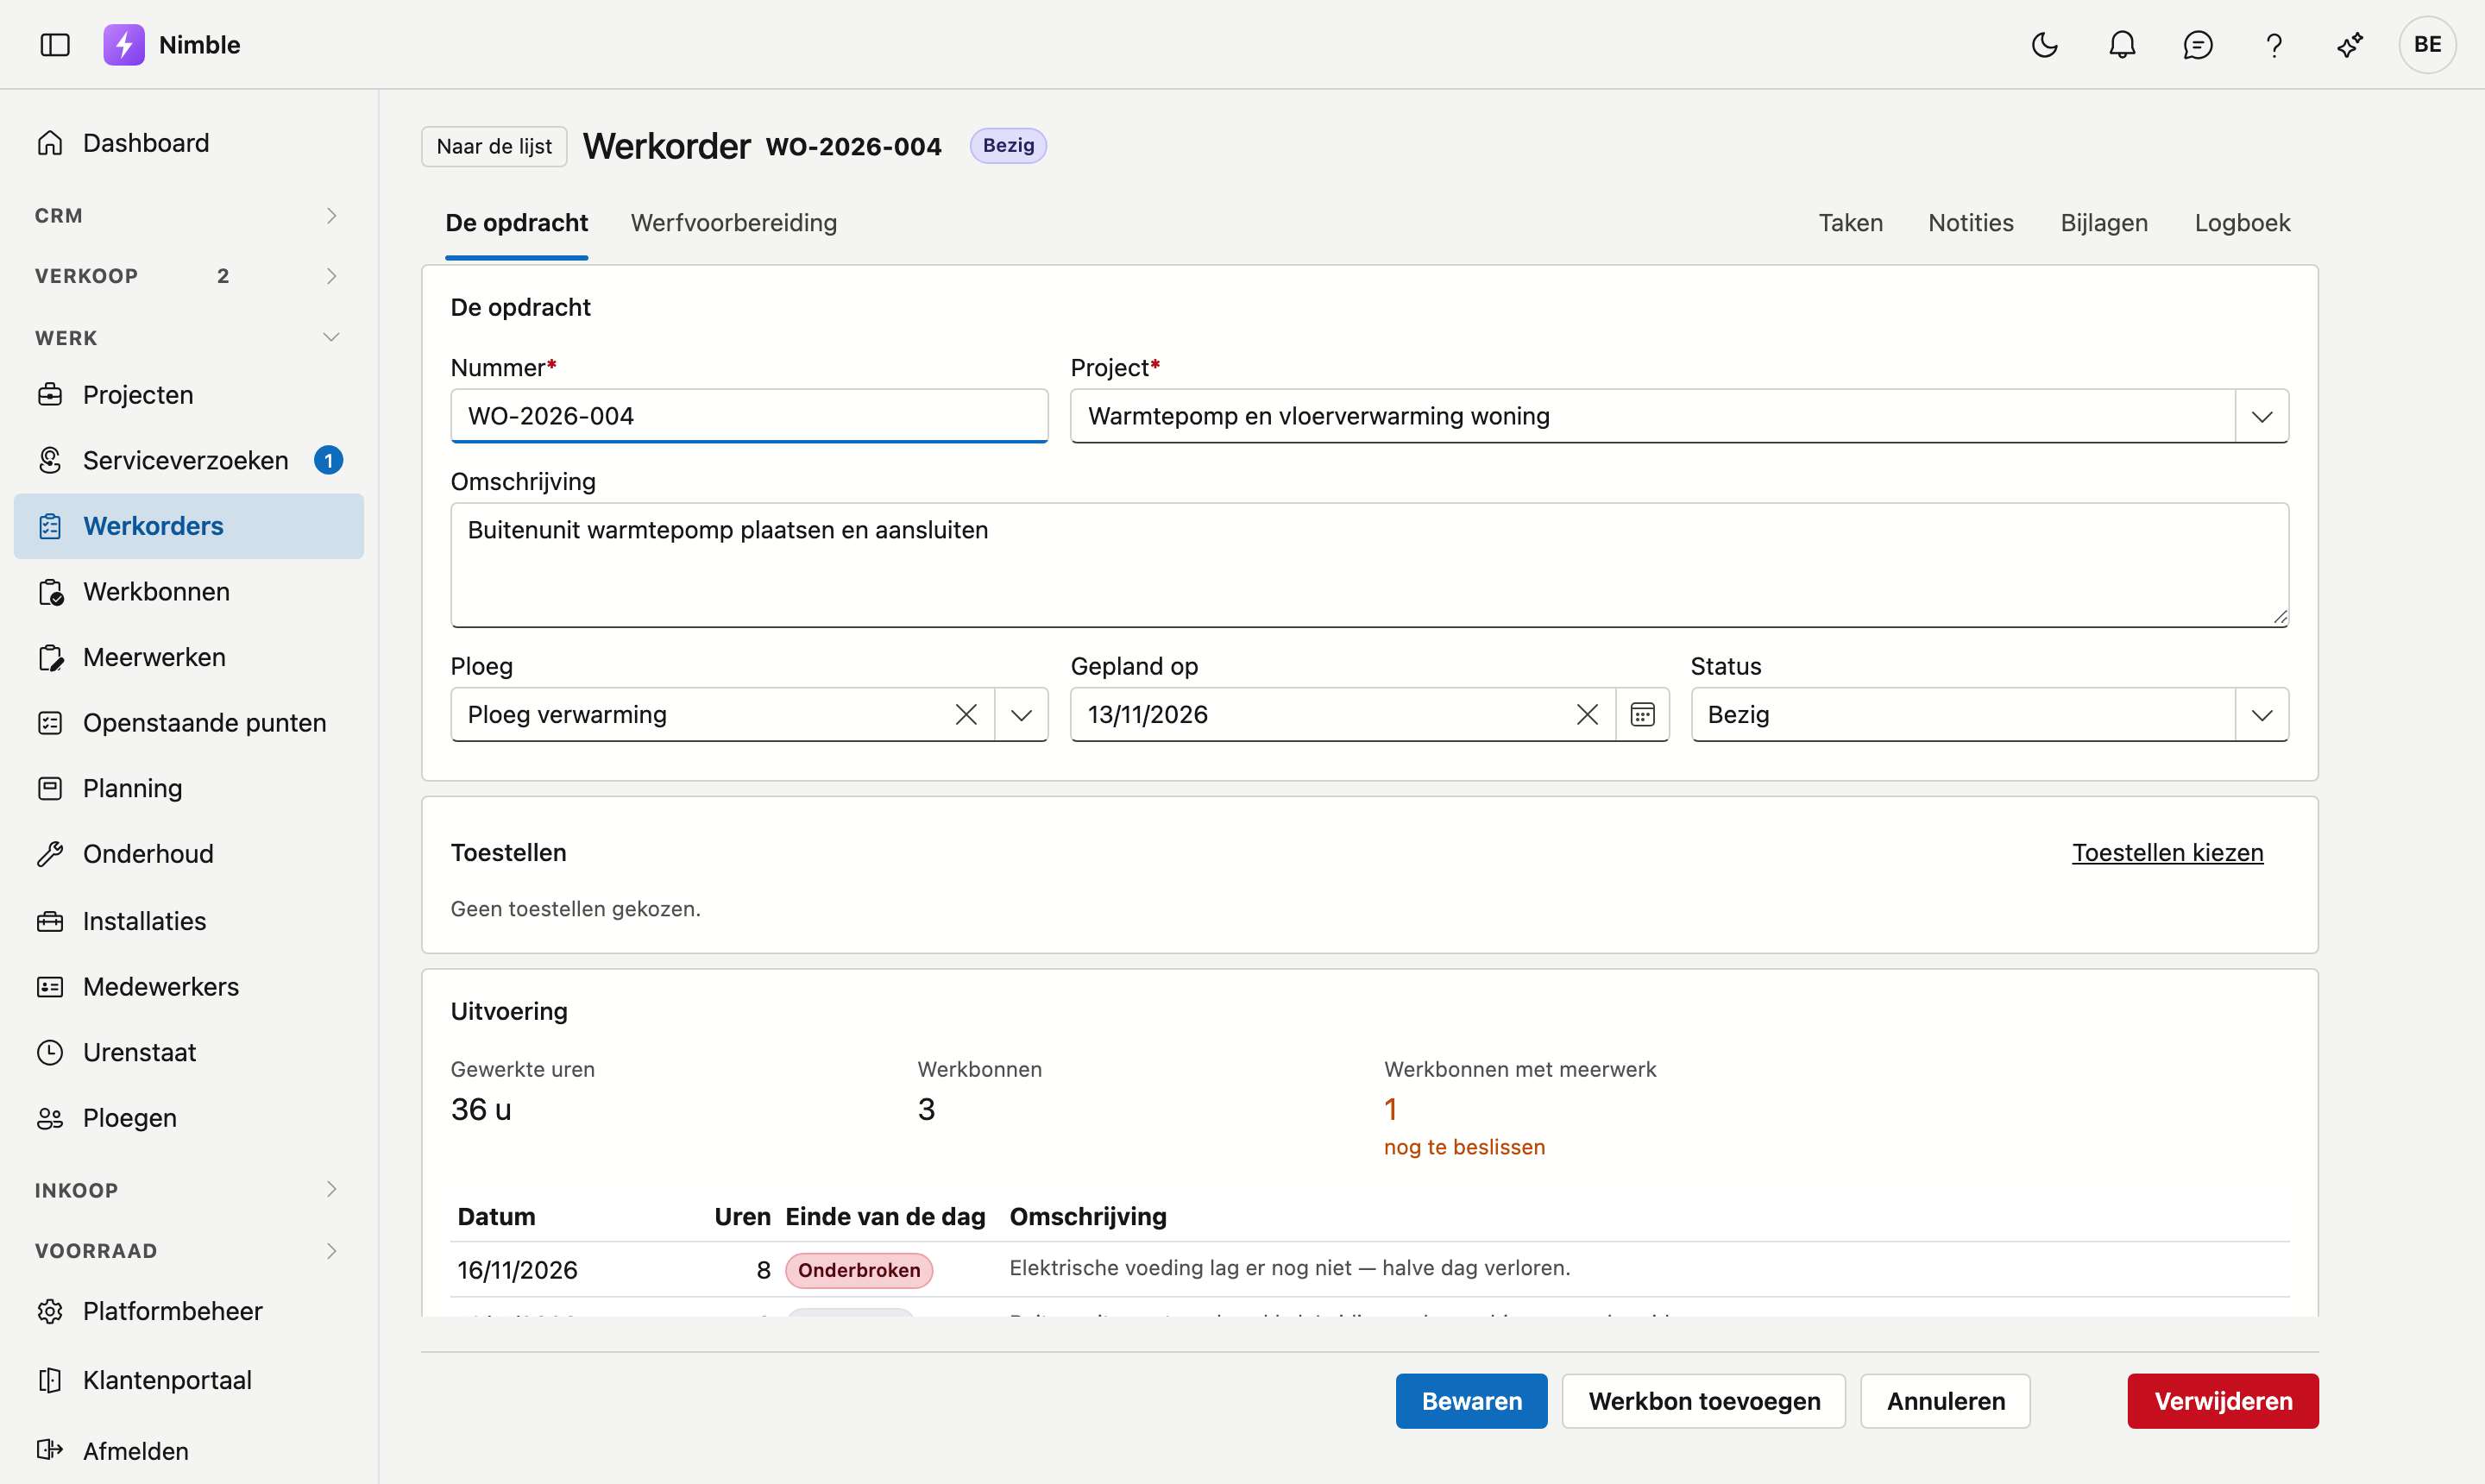 Nimble
BE
Dashboard
CRM
VERKOOP 2
WERK
Projecten
Serviceverzoeken 1
Werkorders
Werkbonnen
Meerwerken
Openstaande punten
Planning
Onderhoud
Installaties
Medewerkers
Urenstaat
Ploegen
INKOOP
VOORRAAD
Platformbeheer
Klantenportaal
Afmelden
Naar de lijst Werkorder WO-2026-004 Bezig
De opdracht Werfvoorbereiding Taken Notities Bijlagen Logboek
De opdracht
Nummer* Project*
WO-2026-004 Warmtepomp en vloerverwarming woning
Omschrijving
Buitenunit warmtepomp plaatsen en aansluiten
Ploeg Gepland op Status
Ploeg verwarming 13/11/2026 Bezig
Toestellen Toestellen kiezen
Geen toestellen gekozen.
Uitvoering
Gewerkte uren Werkbonnen Werkbonnen met meerwerk
36 u 3 1
nog te beslissen
Datum Uren Einde van de dag Omschrijving
16/11/2026 8 Onderbroken Elektrische voeding lag er nog niet — halve dag verloren.
Bewaren Werkbon toevoegen Annuleren Verwijderen